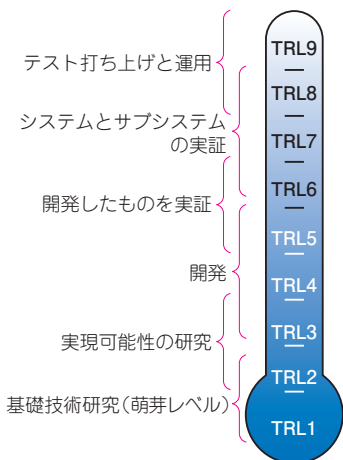 テスト打ち上げと運用
システムとサブシステム
の実証
開発したものを実証
開発
実現可能性の研究
基礎技術研究(萌芽レベル)
TRL9
TRL8
TRL7
TRL6
TRL5
TRL4
TRL3
TRL2
TRL1